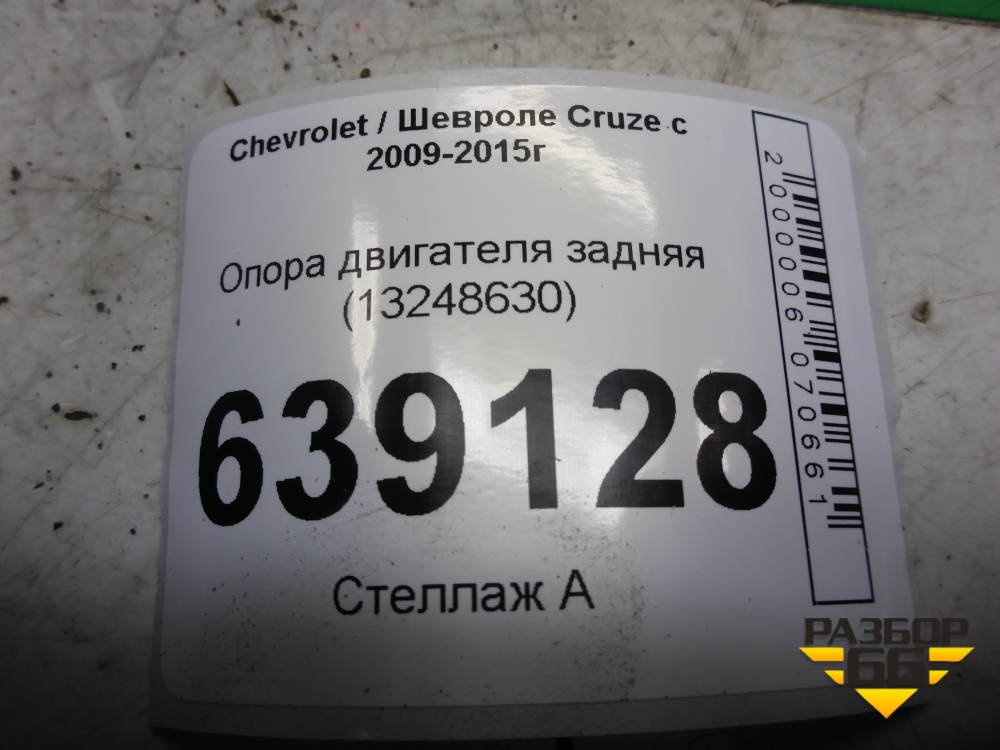 Chevrolet / Шевроле Cruze с
2009-2015г
Опора двигателя задняя
(13248630)
639128
Стеллаж А
2000006070661
РАЗБОР
66